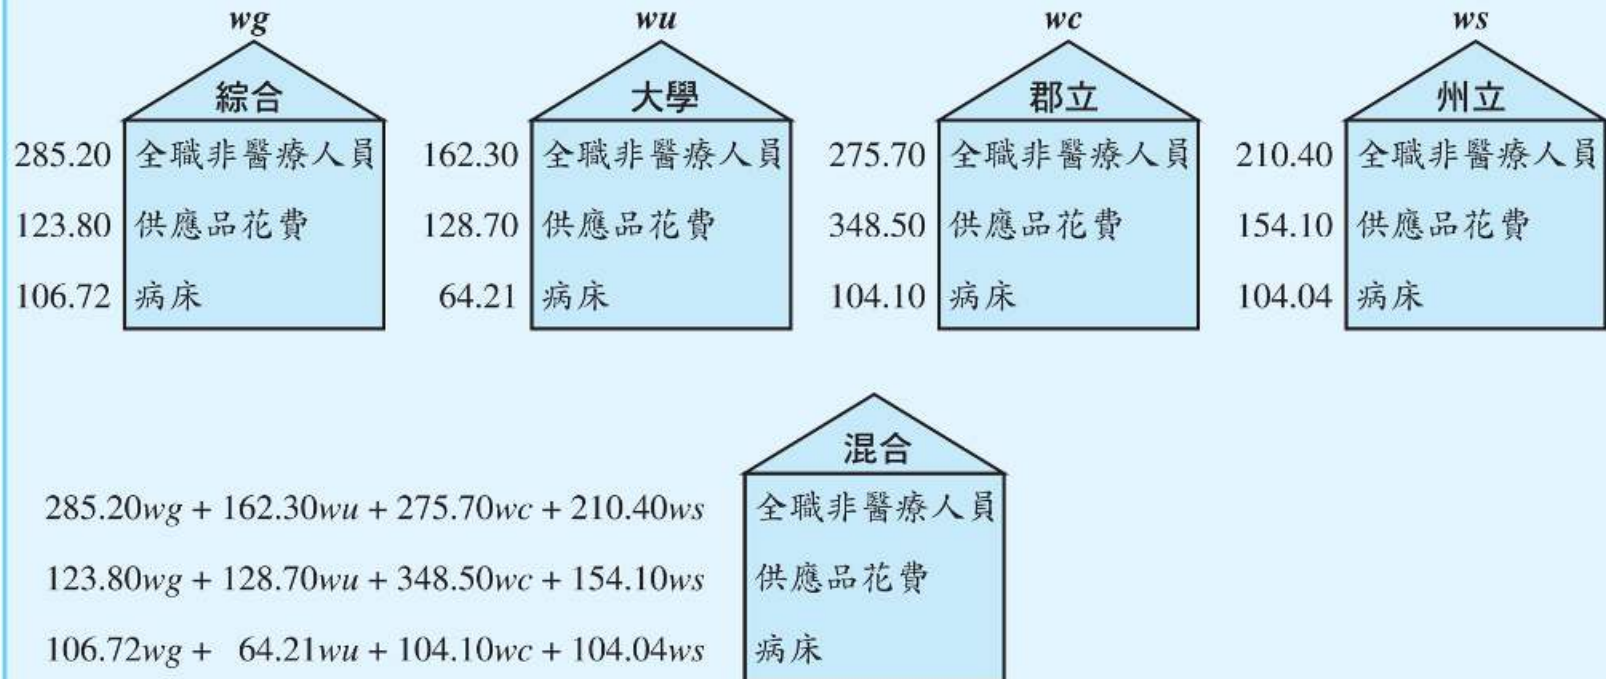 wg wu wc ws
綜合 大學 郡立 州立
285.20 全職非醫療人員 162.30 全職非醫療人員 275.70 全職非醫療人員 210.40 全職非醫療人員
123.80 供應品花費 128.70 供應品花費 348.50 供應品花費 154.10 供應品花費
106.72 病床 64.21 病床 104.10 病床 104.04 病床
混合
285.20wg + 162.30wu + 275.70wc + 210.40ws 全職非醫療人員
123.80wg + 128.70wu + 348.50wc + 154.10ws 供應品花費
106.72wg + 64.21wu + 104.10wc + 104.04ws 病床